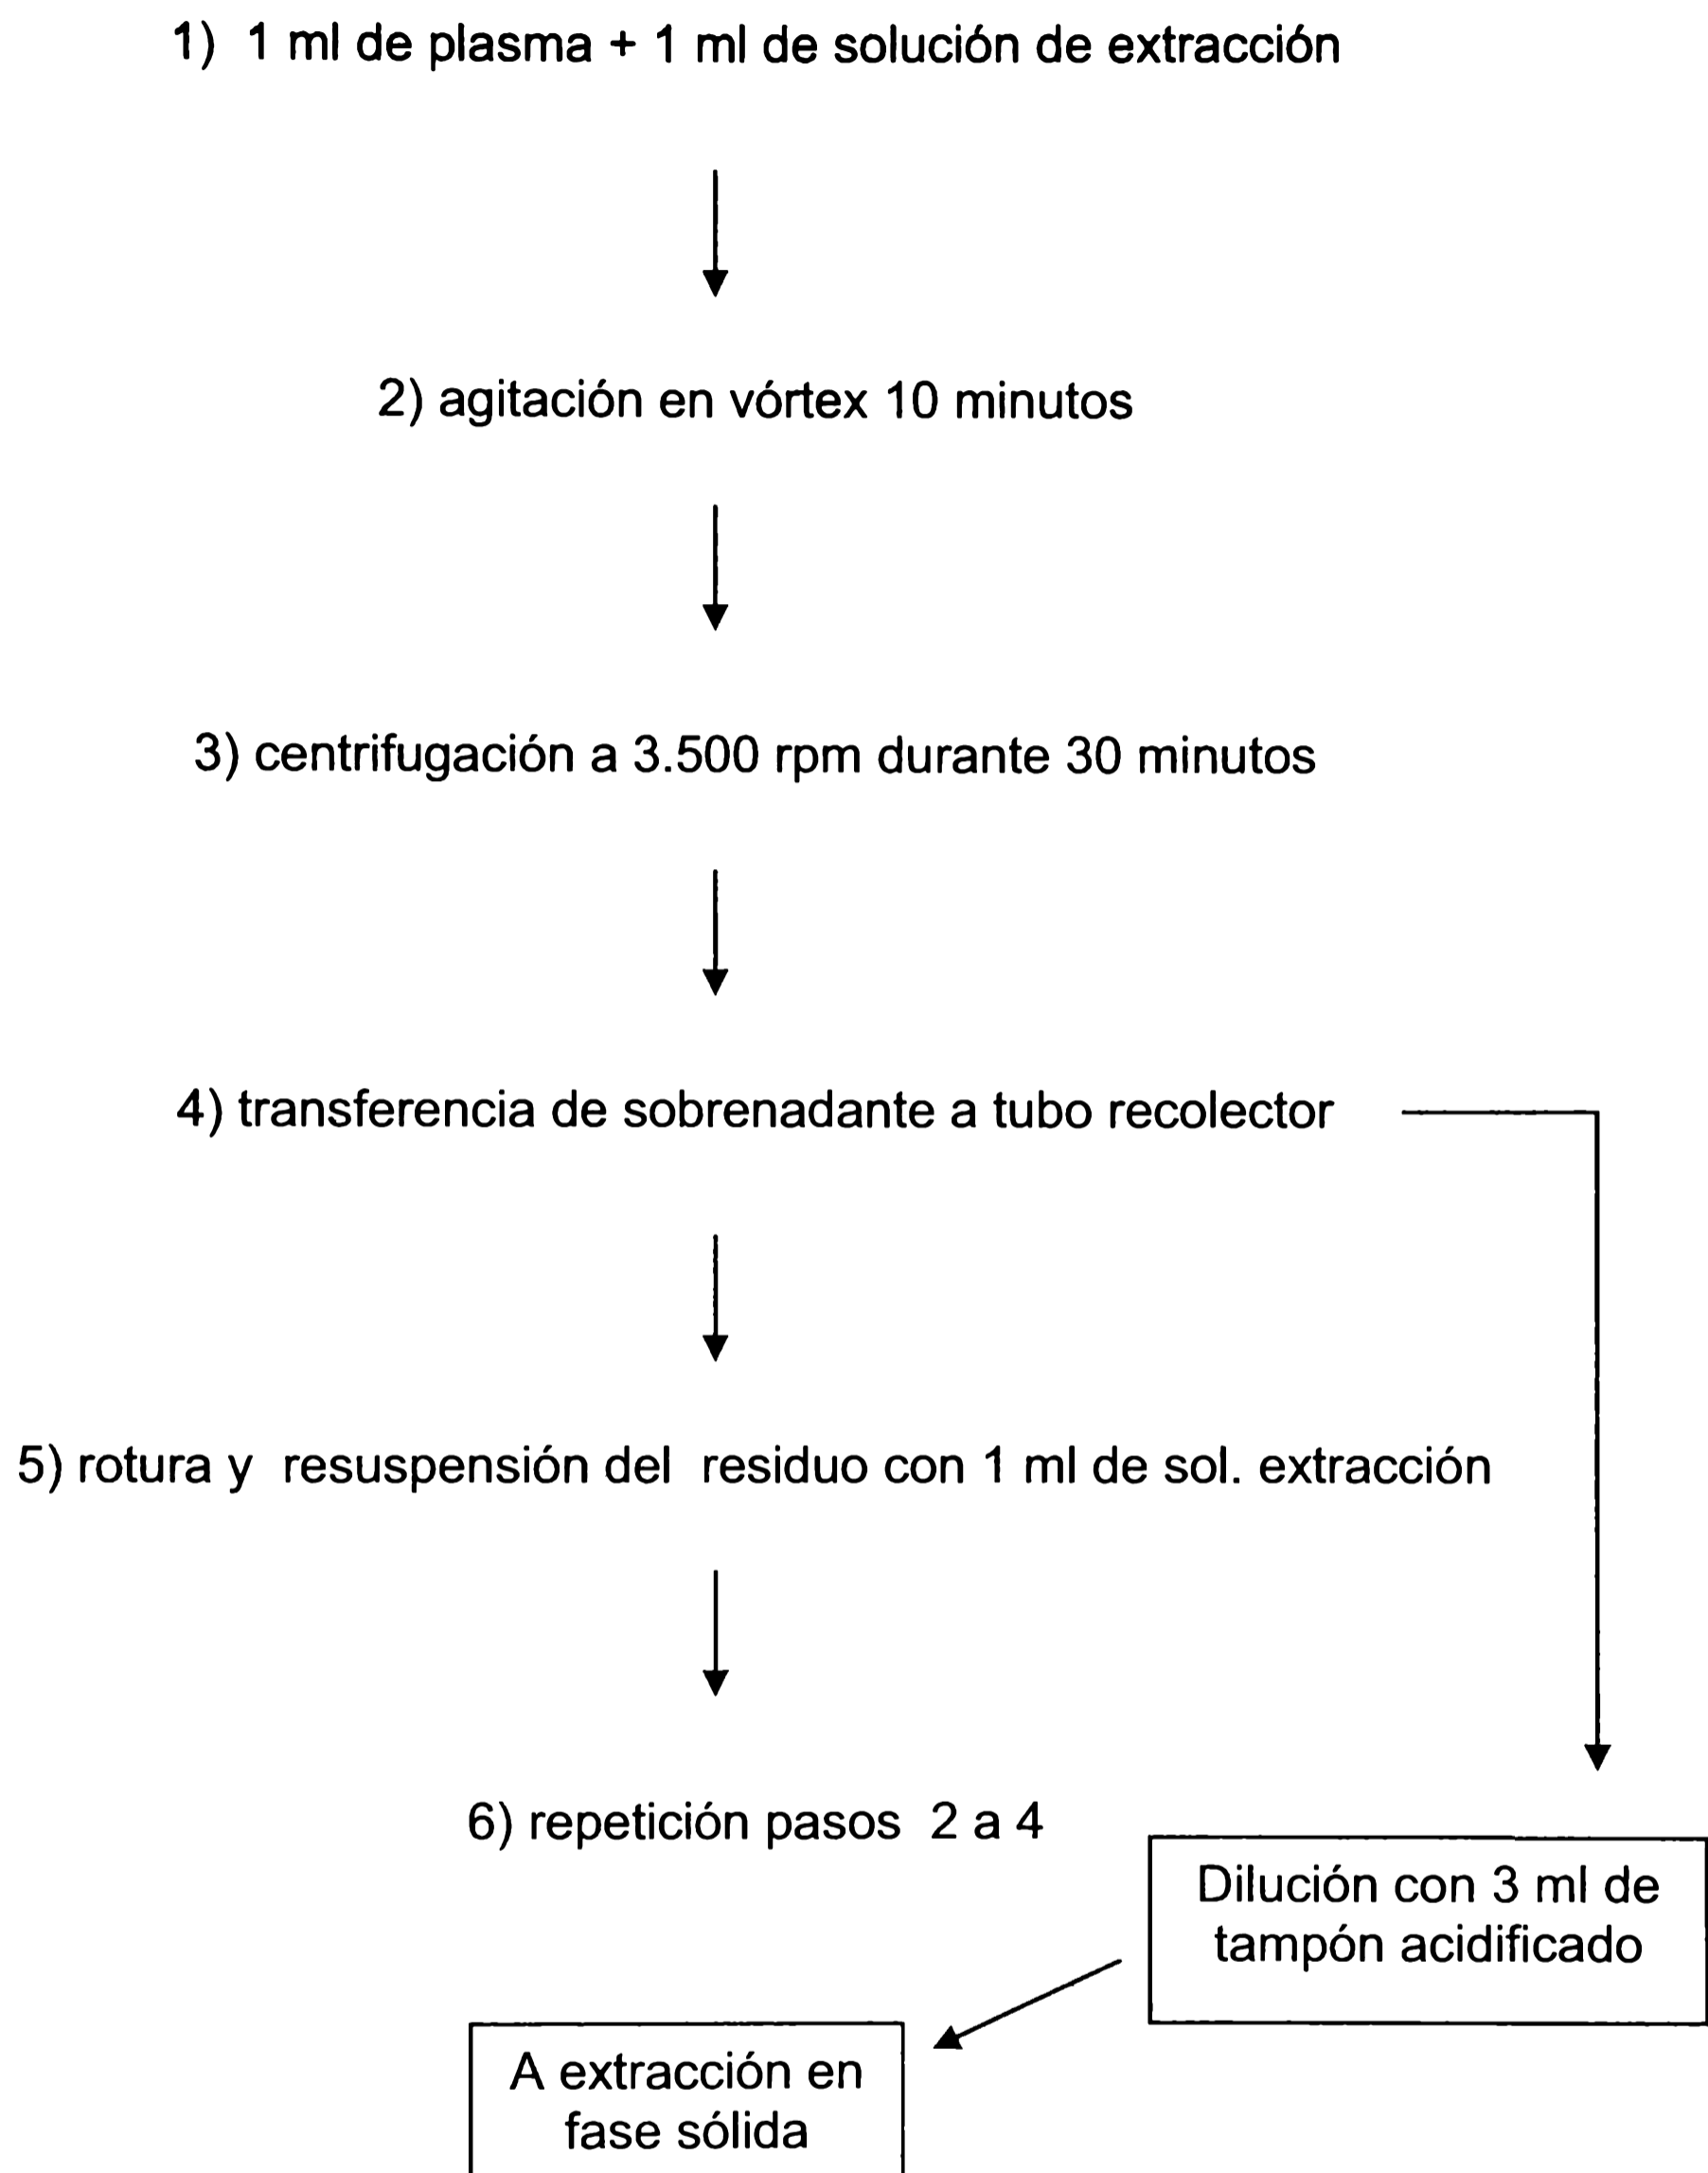 1) 1 ml de plasma + 1 ml de solución de extracción
2) agitación en vórtex 10 minutos
3) centrifugación a 3.500 rpm durante 30 minutos
4) transferencia de sobrenadante a tubo recolector
5) rotura y resuspensión del residuo con 1 ml de sol. extracción
6) repetición pasos 2 a 4
Dilución con 3 ml de
tampón acidificado
A extracción en
fase sólida